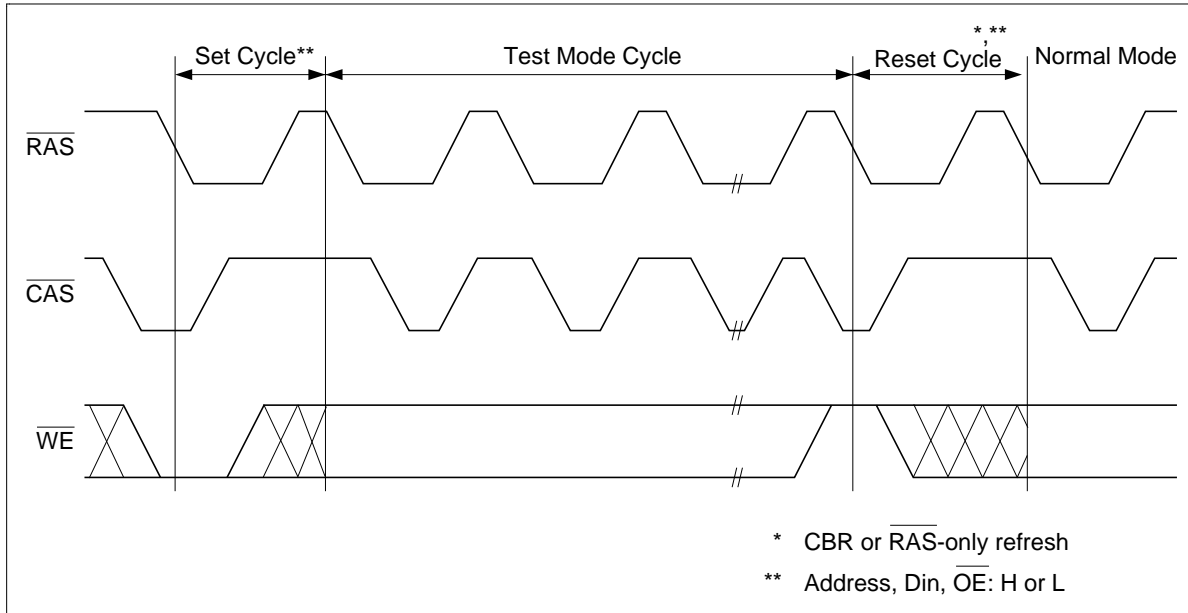 *,**
Set Cycle** Test Mode Cycle Reset Cycle Normal Mode
RAS
CAS
WE
* CBR or RAS-only refresh
** Address, Din, OE: H or L